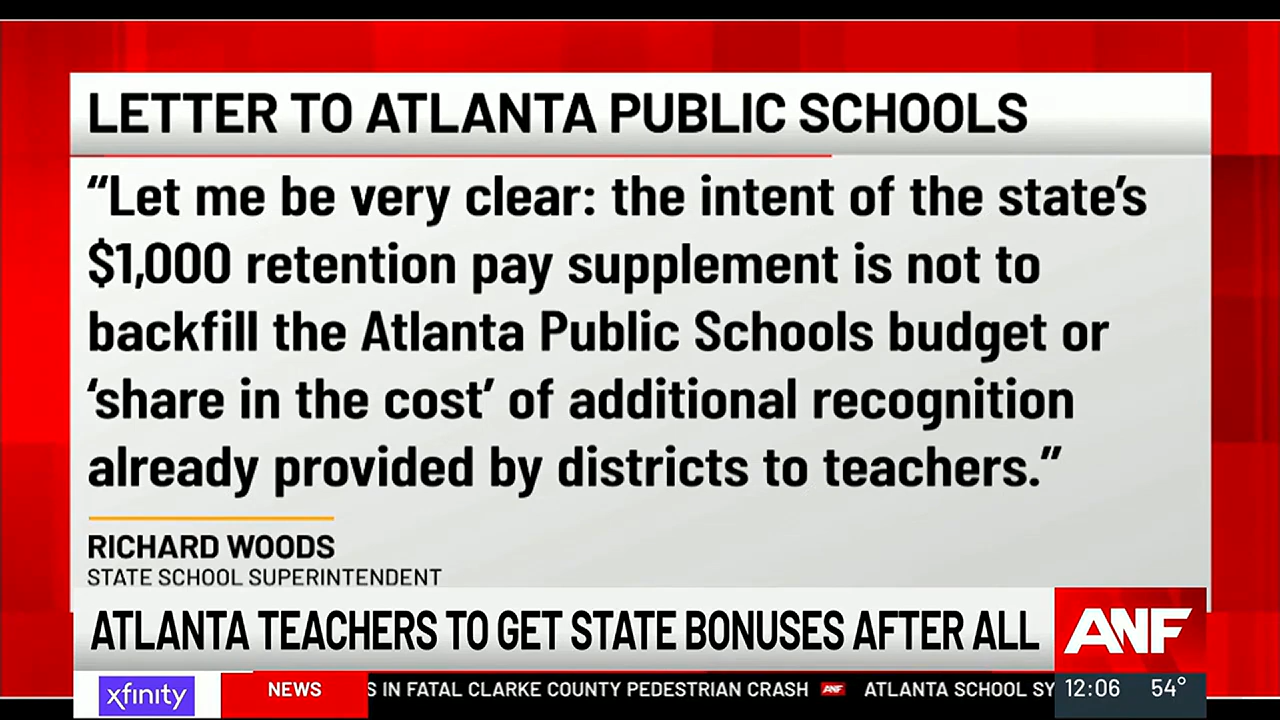 LETTER TO ATLANTA PUBLIC SCHOOLS
“Let me be very clear: the intent of the state’s
$1,000 retention pay supplement is not to
backfill the Atlanta Public Schools budget or
‘share in the cost’ of additional recognition
already provided by districts to teachers.”
RICHARD WOODS
STATE SCHOOL SUPERINTENDENT
ATLANTA TEACHERS TO GET STATE BONUSES AFTER ALL
ANF
xfinity
NEWS
S IN FATAL CLARKE COUNTY PEDESTRIAN CRASH ANF ATLANTA SCHOOL SY
12:06 54°